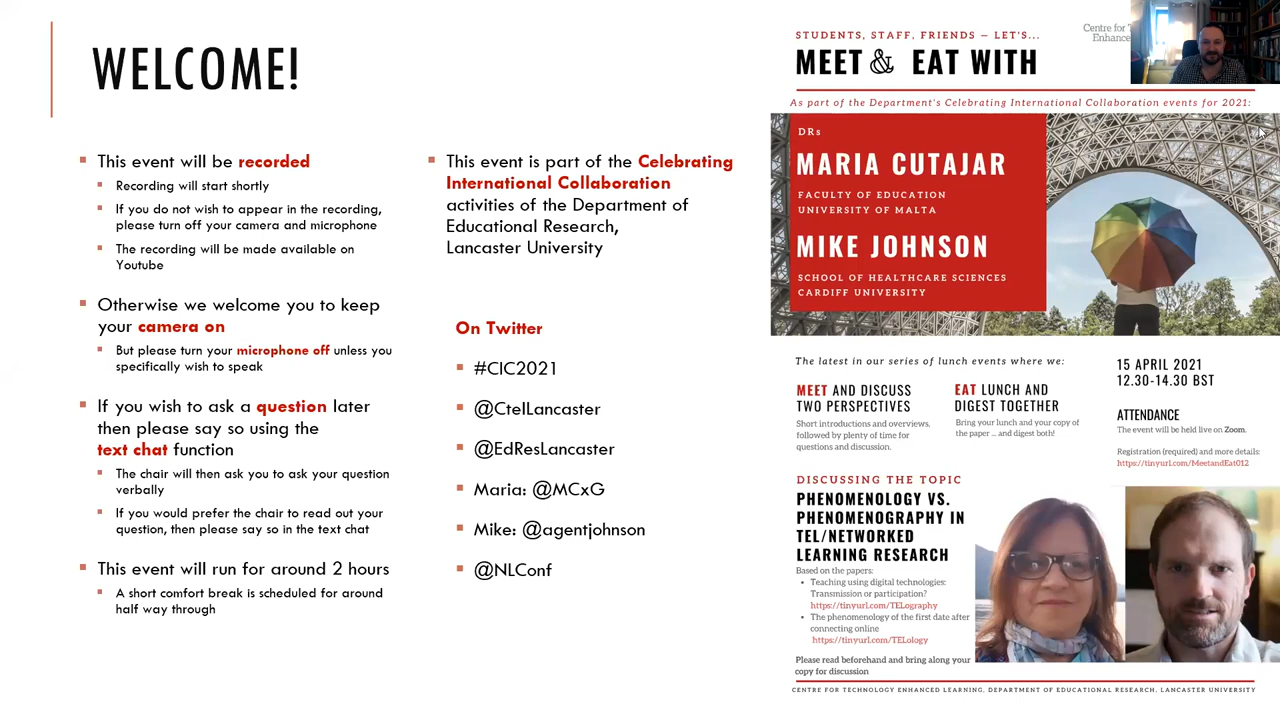 WELCOME!
This event will be recorded
Recording will start shortly
If you do not wish to appear in the recording,
please turn off your camera and microphone
The recording will be made available on
Youtube
Otherwise we welcome you to keep
your camera on
But please turn your microphone off unless you
specifically wish to speak
If you wish to ask a question later
then please say so using the
text chat function
The chair will then ask you to ask your question
verbally
If you would prefer the chair to read out your
question, then please say so in the text chat
This event will run for around 2 hours
A short comfort break is scheduled for around
half way through
This event is part of the Celebrating
International Collaboration
activities of the Department of
Educational Research,
Lancaster University
On Twitter
#CIC2021
@CtelLancaster
@EdResLancaster
Maria: @MCxG
Mike: @agentjohnson
@NLConf
STUDENTS, STAFF, FRIENDS – LET'S...
MEET & EAT WITH
Centre for
Enhance
As part of the Department's Celebrating International Collaboration events for 2021:
DRs
MARIA CUTAJAR
FACULTY OF EDUCATION
UNIVERSITY OF MALTA
MIKE JOHNSON
SCHOOL OF HEALTHCARE SCIENCES
CARDIFF UNIVERSITY
The latest in our series of lunch events where we:
MEET AND DISCUSS
TWO PERSPECTIVES
Short introductions and overviews,
followed by plenty of time for
questions and discussion.
EAT LUNCH AND
DIGEST TOGETHER
Bring your lunch and your copy of
the paper ... and digest both!
15 APRIL 2021
12.30-14.30 BST
ATTENDANCE
The event will be held live on Zoom.
Registration (required) and more details:
https://tinyurl.com/MeetandEat012
DISCUSSING THE TOPIC
PHENOMENOLOGY VS.
PHENOMENOGRAPHY IN
TEL/NETWORKED
LEARNING RESEARCH
Based on the papers:
Teaching using digital technologies:
Transmission or participation?
https://tinyurl.com/TELography
The phenomenology of the first date after
connecting online
https://tinyurl.com/TELology
Please read beforehand and bring along your
copy for discussion
CENTRE FOR TECHNOLOGY ENHANCED LEARNING, DEPARTMENT OF EDUCATIONAL RESEARCH, LANCASTER UNIVERSITY